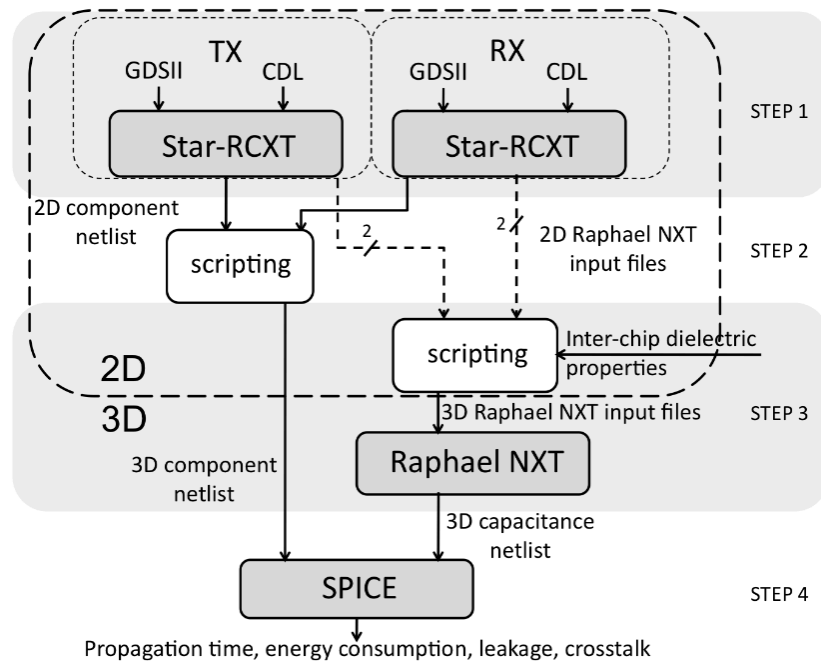 TX
RX
GDSII
CDL
GDSII
CDL
STEP 1
Star-RCXT
Star-RCXT
2D component
netlist
2
2
2D Raphael NXT
input files
STEP 2
scripting
scripting
Inter-chip dielectric
properties
2D
3D
3D Raphael NXT input files
STEP 3
Raphael NXT
3D component
netlist
3D capacitance
netlist
SPICE
STEP 4
Propagation time, energy consumption, leakage, crosstalk